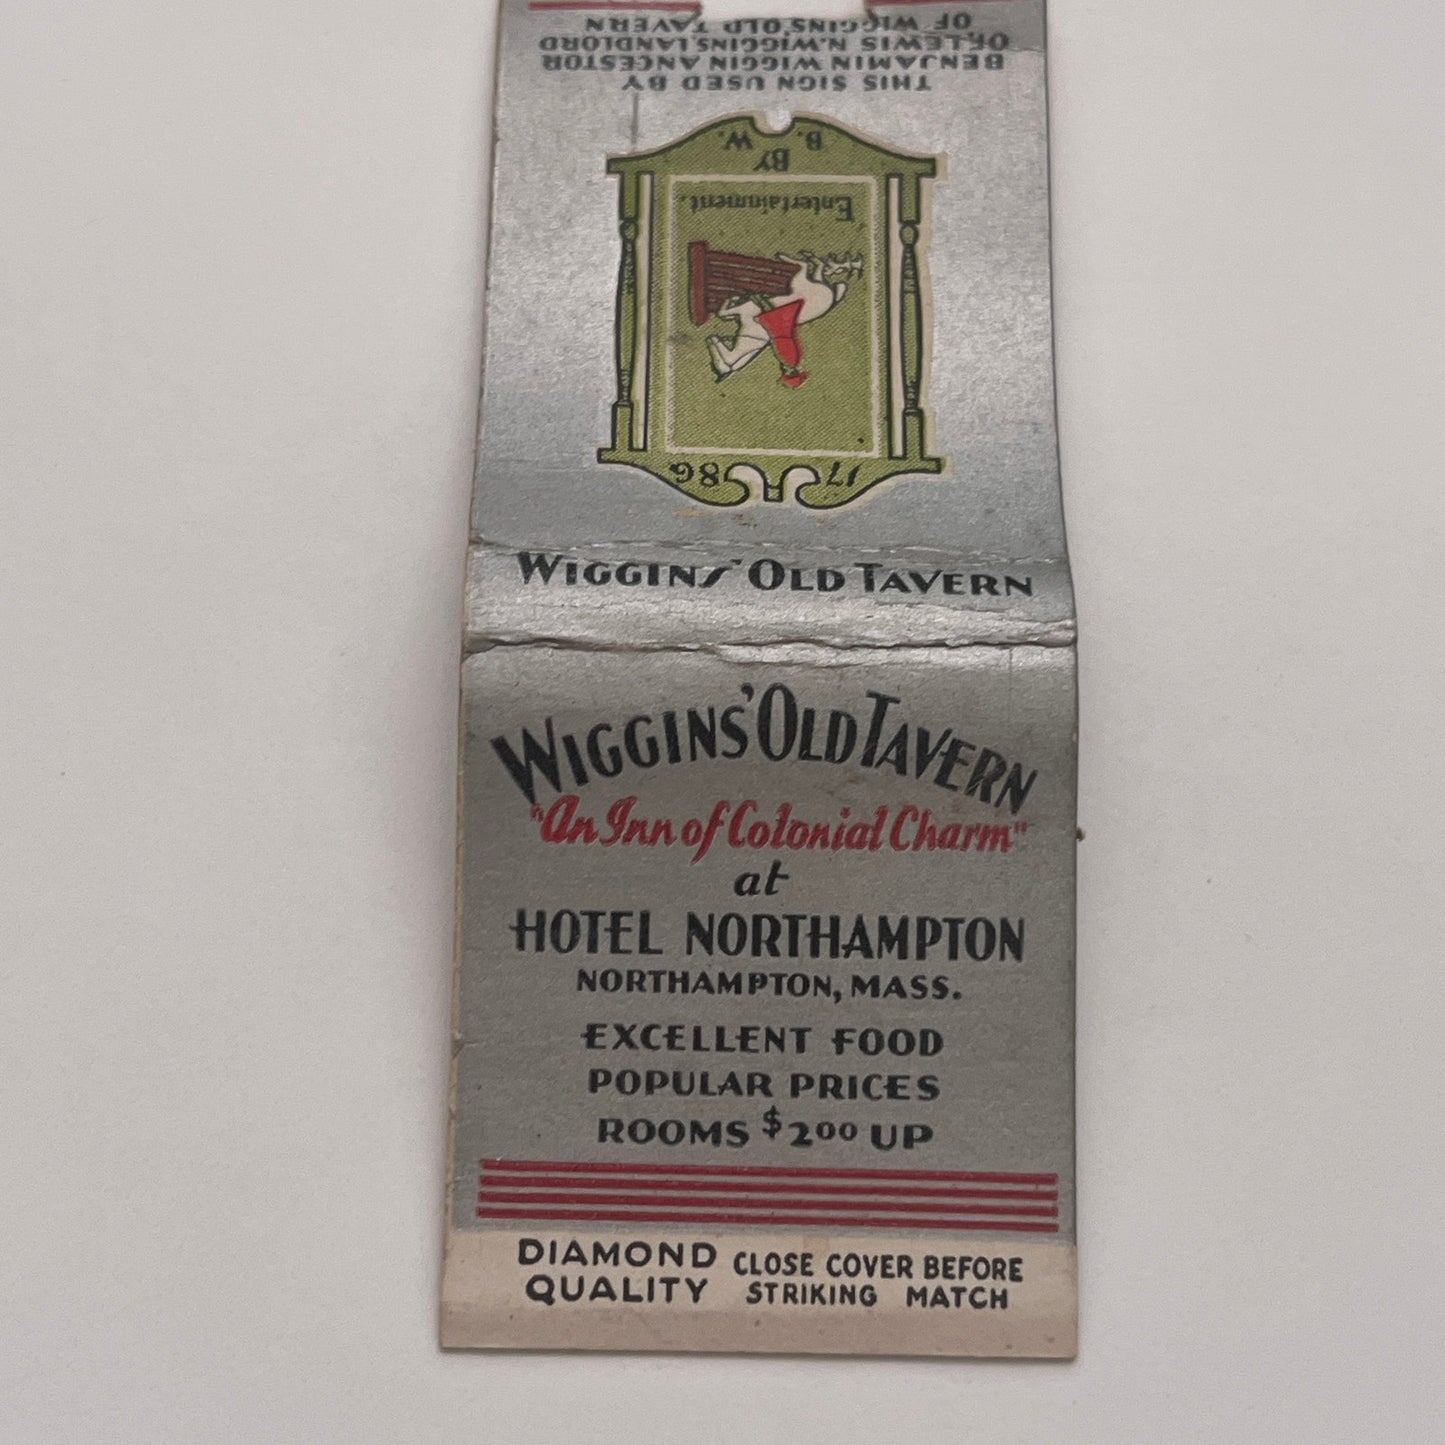 THIS SIGN USED BY
BENJAMIN WIGGIN ANCESTOR
OF, LEWIS N. WIGGINS, LANDLORD
OF WIGGINS' OLD TAVERN
17 86
Entertainment.
BY
B. W.
WIGGINS' OLD TAVERN
WIGGINS' OLD TAVERN
"An Inn of Colonial Charm"
at
HOTEL NORTHAMPTON
NORTHAMPTON, MASS.
EXCELLENT FOOD
POPULAR PRICES
ROOMS $2.00 UP
DIAMOND QUALITY
CLOSE COVER BEFORE
STRIKING MATCH